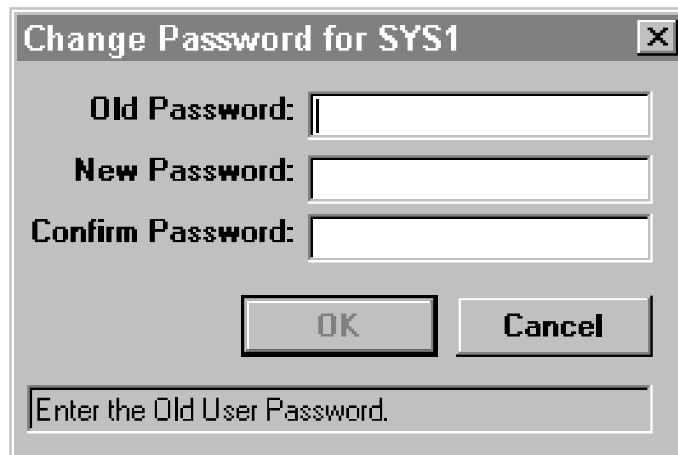 Change Password for SYS1
Old Password:
New Password:
Confirm Password:
OK Cancel
Enter the Old User Password.